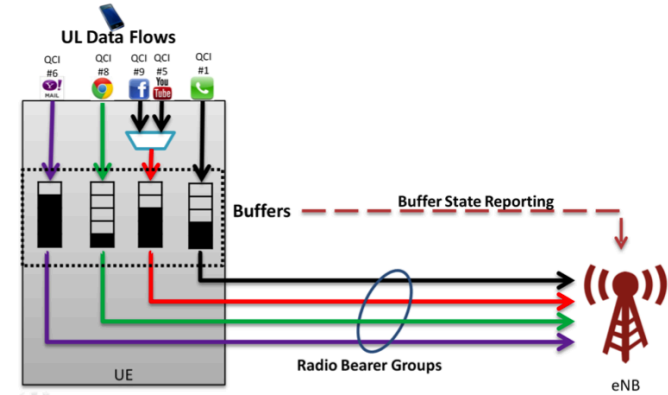 UL Data Flows
QCI QCI QCI QCI QCI
#6 #8 #9 #5 #1
Y!
MAIL
f
You
Tube
Buffers
Buffer State Reporting
Radio Bearer Groups
UE
eNB